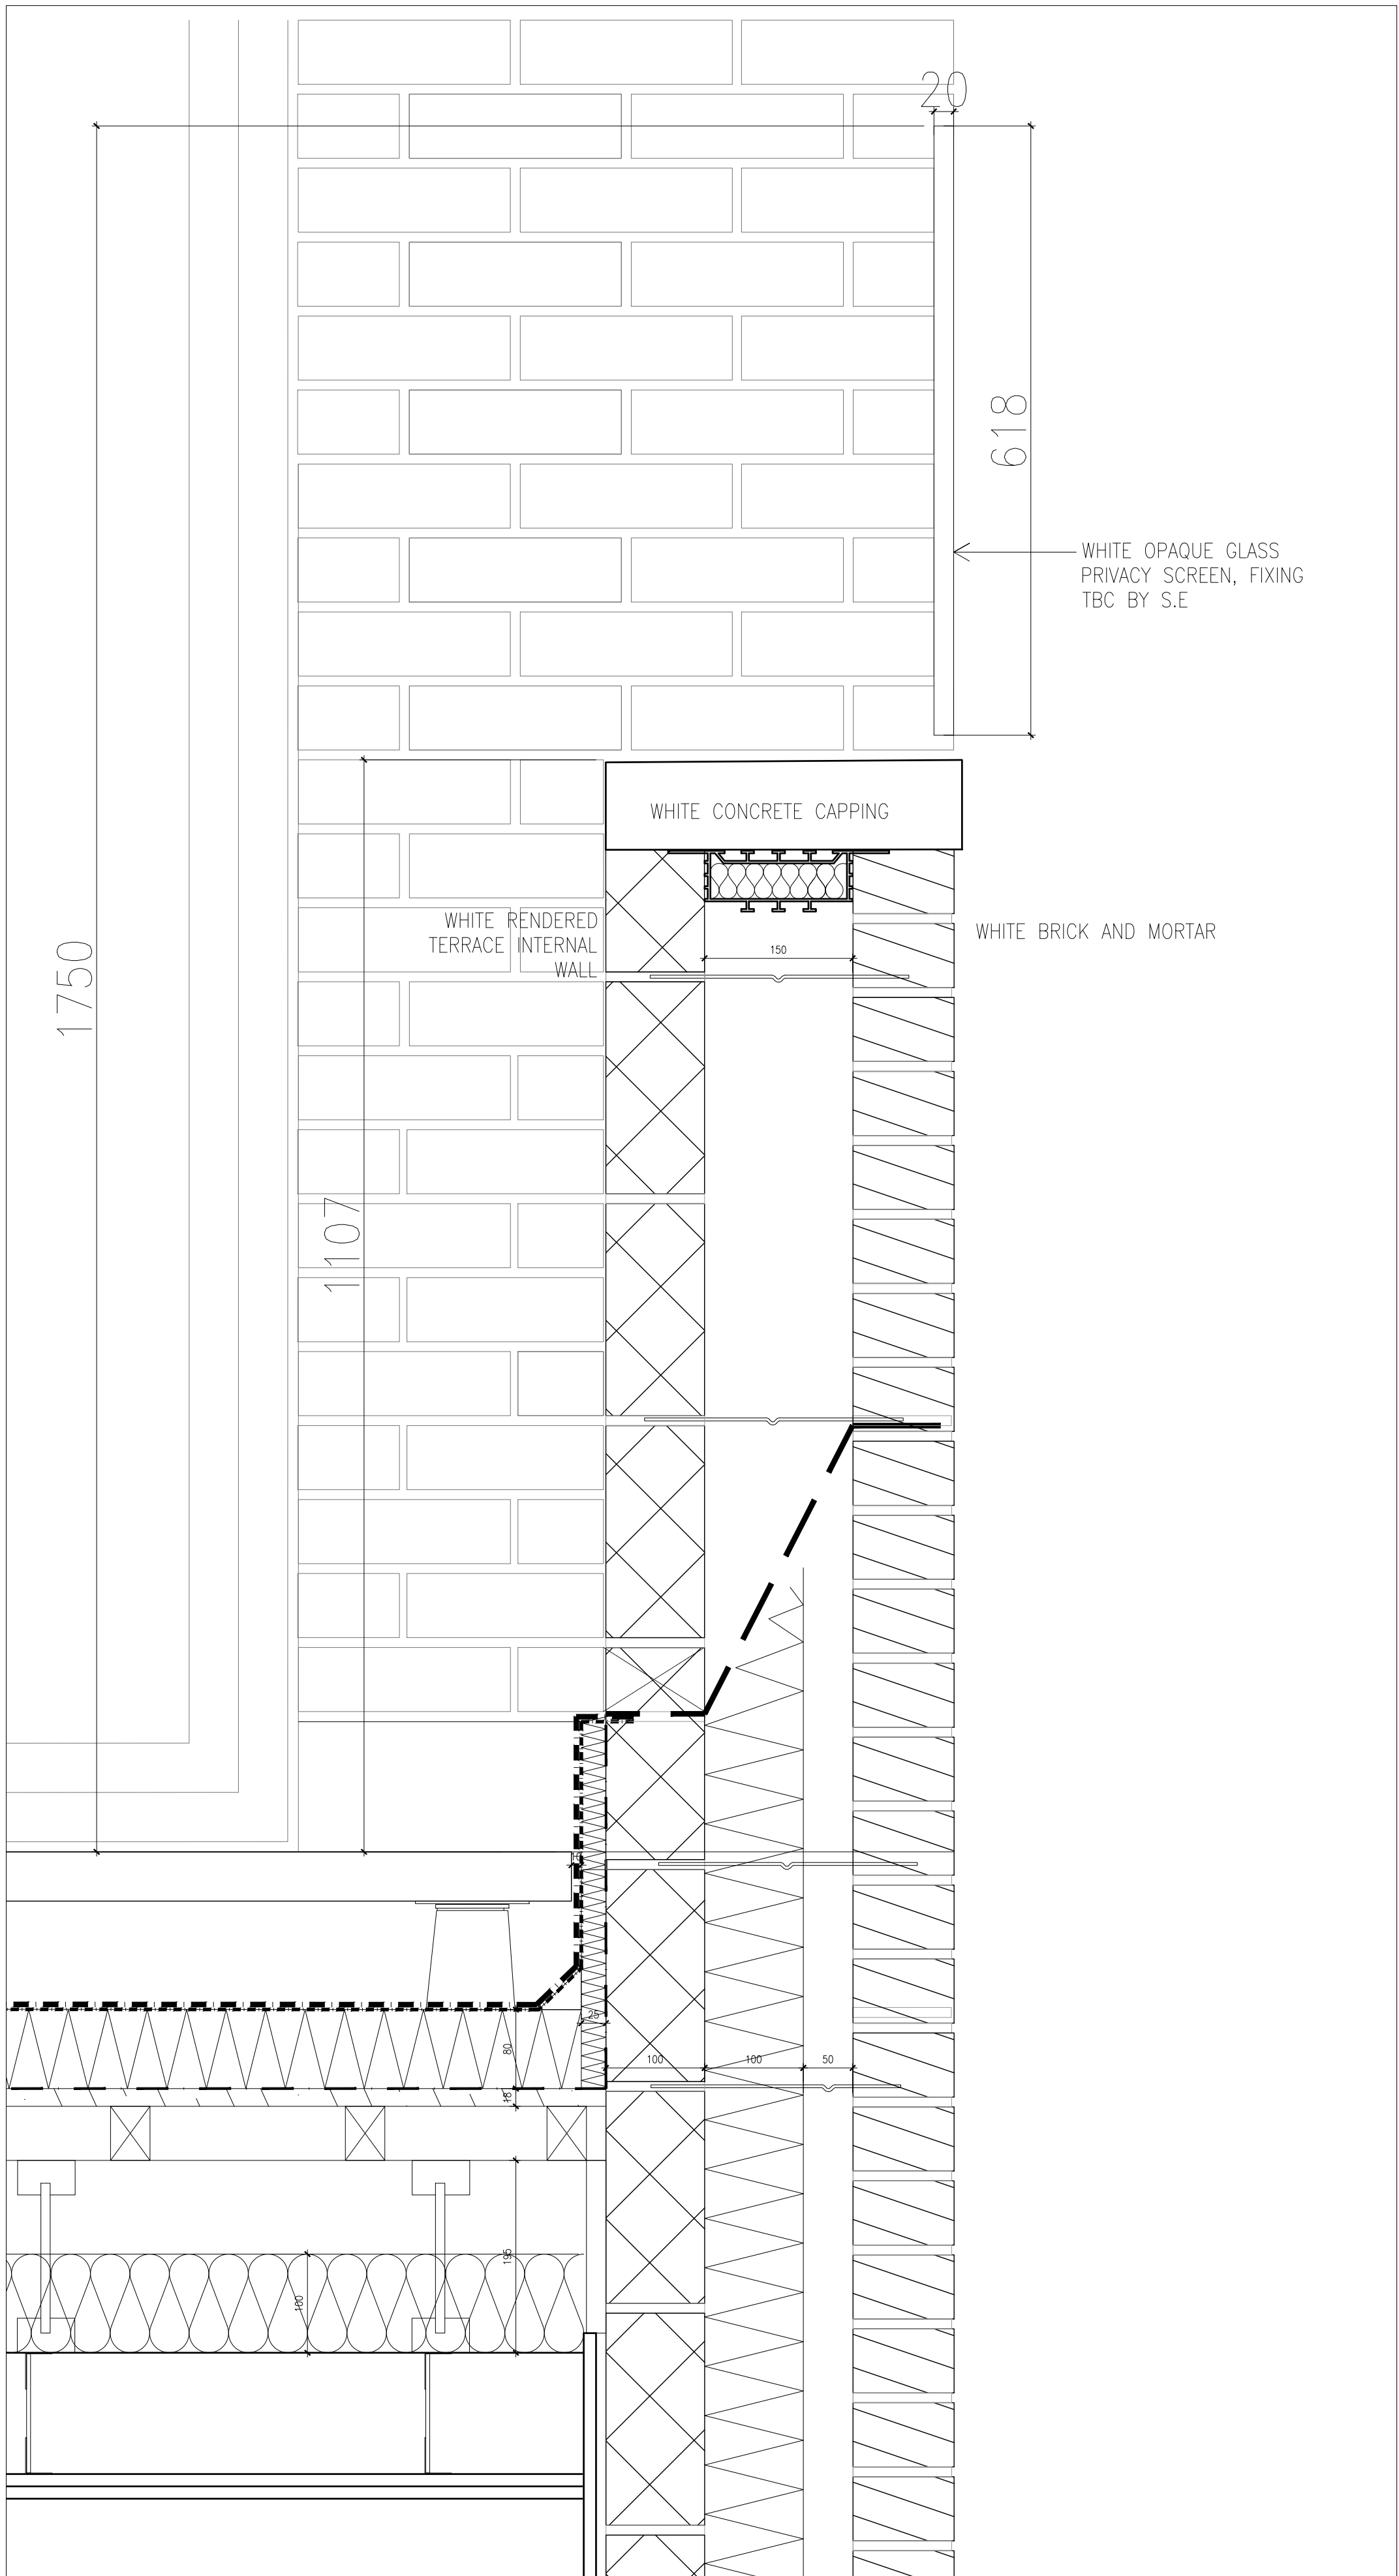 20
618
WHITE OPAQUE GLASS
PRIVACY SCREEN, FIXING
TBC BY S.E
WHITE CONCRETE CAPPING
WHITE RENDERED
TERRACE INTERNAL
WALL
WHITE BRICK AND MORTAR
150
1750
1107
25
80
18
100
100
50
195
100